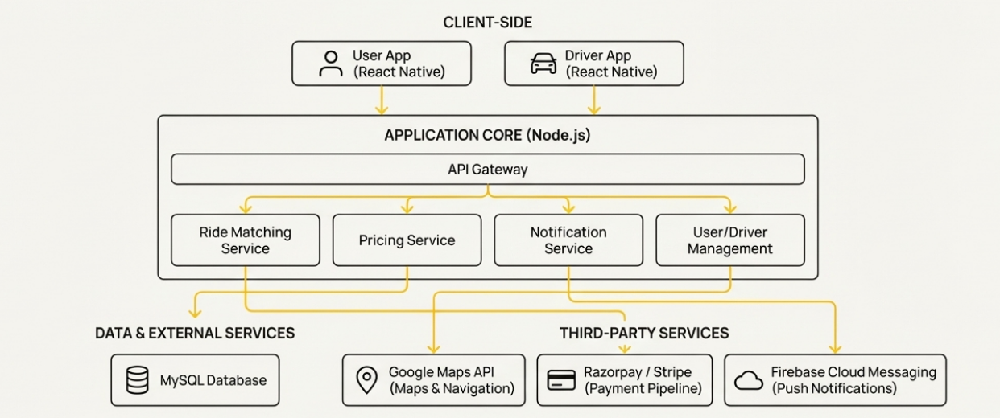 CLIENT-SIDE
User App
(React Native)
Driver App
(React Native)
APPLICATION CORE (Node.js)
API Gateway
Ride Matching
Service
Pricing Service
Notification
Service
User/Driver
Management
DATA & EXTERNAL SERVICES
THIRD-PARTY SERVICES
MySQL Database
Google Maps API
(Maps & Navigation)
Razorpay / Stripe
(Payment Pipeline)
Firebase Cloud Messaging
(Push Notifications)